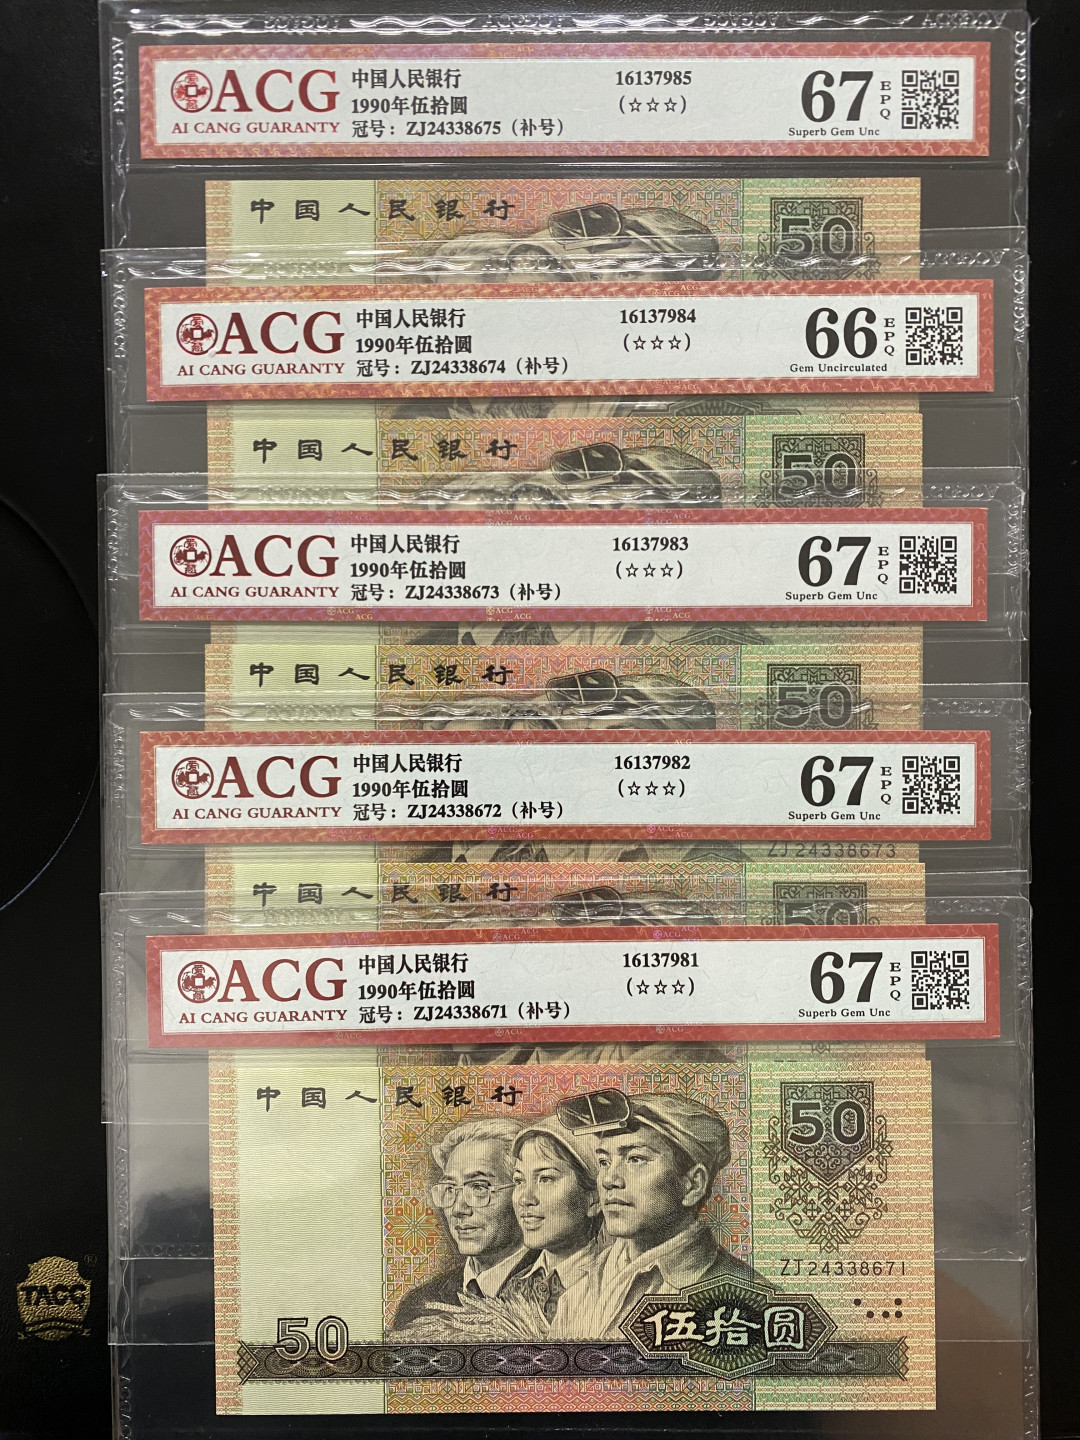 ACG
AI CANG GUARANTY
中国人民银行
1990年伍拾圆
冠号：ZJ24338675（补号）
16137985
(☆☆☆)
67 EPQ
Superb Gem Unc
中国人民银行
50
ACG
AI CANG GUARANTY
中国人民银行
1990年伍拾圆
冠号：ZJ24338674（补号）
16137984
(☆☆☆)
66 EPQ
Gem Uncirculated
中国人民银行
50
ACG
AI CANG GUARANTY
中国人民银行
1990年伍拾圆
冠号：ZJ24338673（补号）
16137983
(☆☆☆)
67 EPQ
Superb Gem Unc
中国人民银行
50
ACG
AI CANG GUARANTY
中国人民银行
1990年伍拾圆
冠号：ZJ24338672（补号）
16137982
(☆☆☆)
67 EPQ
Superb Gem Unc
ZJ24338673
中国人民银行
50
ACG
AI CANG GUARANTY
中国人民银行
1990年伍拾圆
冠号：ZJ24338671（补号）
16137981
(☆☆☆)
67 EPQ
Superb Gem Unc
中国人民银行
50
ZJ24338671
50
伍拾圆
TACG